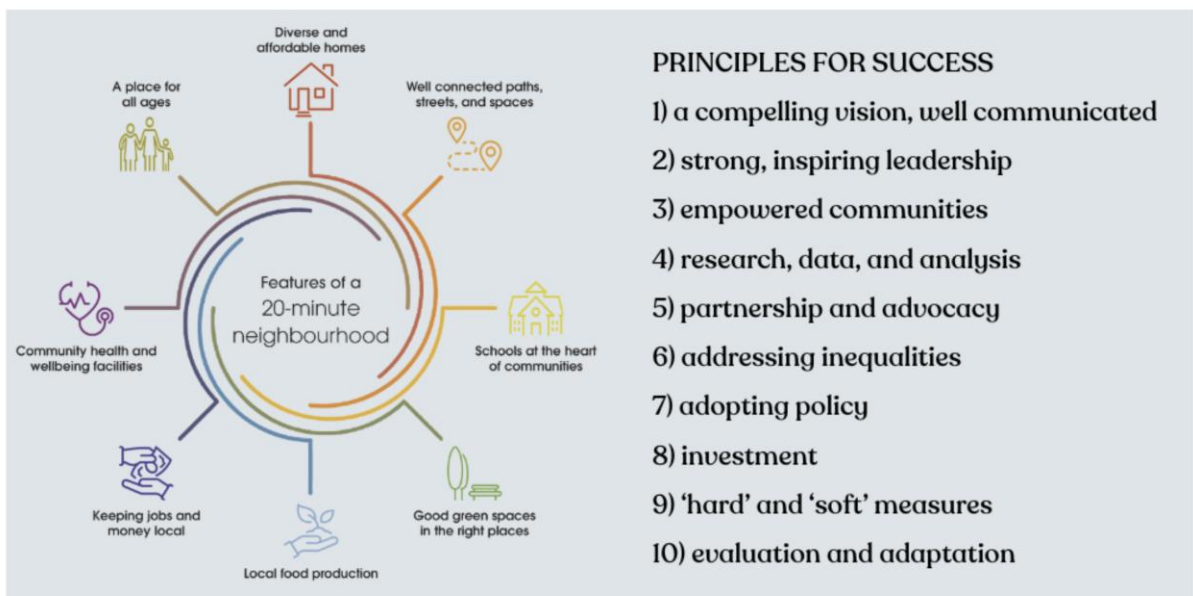 Diverse and
affordable homes
A place for
all ages
Well connected paths,
streets, and spaces
Features of a
20-minute
neighbourhood
Community health and
wellbeing facilities
Schools at the heart
of communities
Keeping jobs and
money local
Good green spaces
in the right places
Local food production
PRINCIPLES FOR SUCCESS
1) a compelling vision, well communicated
2) strong, inspiring leadership
3) empowered communities
4) research, data, and analysis
5) partnership and advocacy
6) addressing inequalities
7) adopting policy
8) investment
9) ‘hard’ and ‘soft’ measures
10) evaluation and adaptation